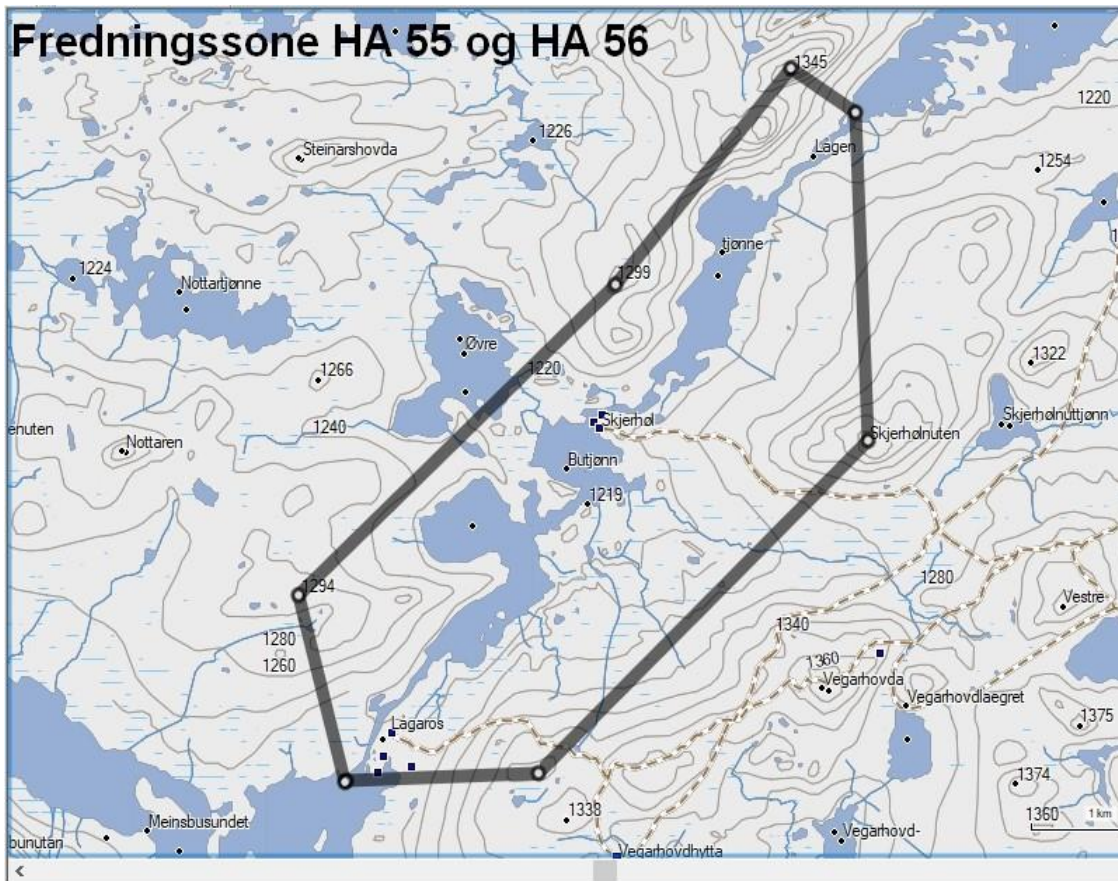 Fredningssone HA 55 og HA 56
1345
1220
1226
Lågen
Steinarshovda
1254
tjønne
1224
1299
Nottartjønne
Øvre
1220
1322
1266
Skjerhøl
Skjerhølnuttjønn
1240
enuten
Skjerhølnuten
Nottaren
Butjønn
1219
1280
1294
Vestre
1340
1280
1260
1360
Vegarhovda
Vegarhovdlaegret
Lågaros
1375
1374
1338
1360
1 km
Meinsbusundet
Vegarhovd-
bunutan
Vegarhovdhytta